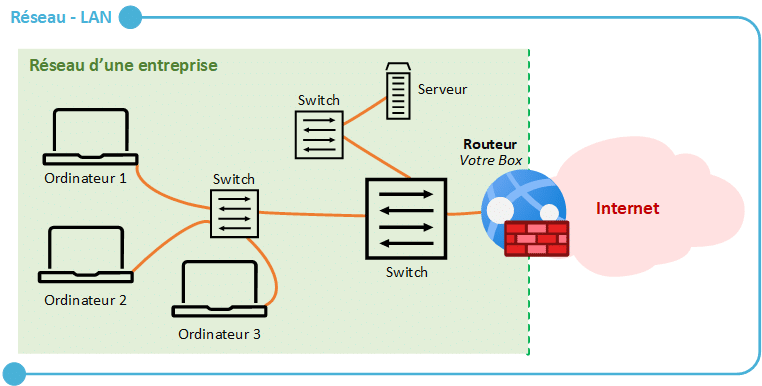 Réseau - LAN
Réseau d'une entreprise
Serveur
Switch
Routeur
Votre Box
Ordinateur 1
Switch
Internet
Switch
Ordinateur 2
Ordinateur 3